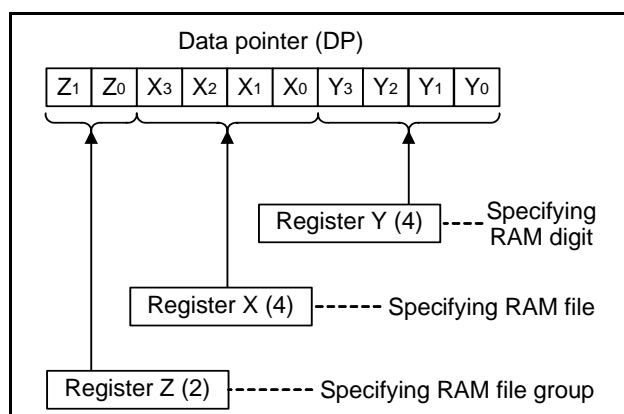 Data pointer (DP)
Z1 Z0 X3 X2 X1 X0 Y3 Y2 Y1 Y0
Register Y (4) Specifying
RAM digit
Register X (4) Specifying RAM file
Register Z (2) Specifying RAM file group